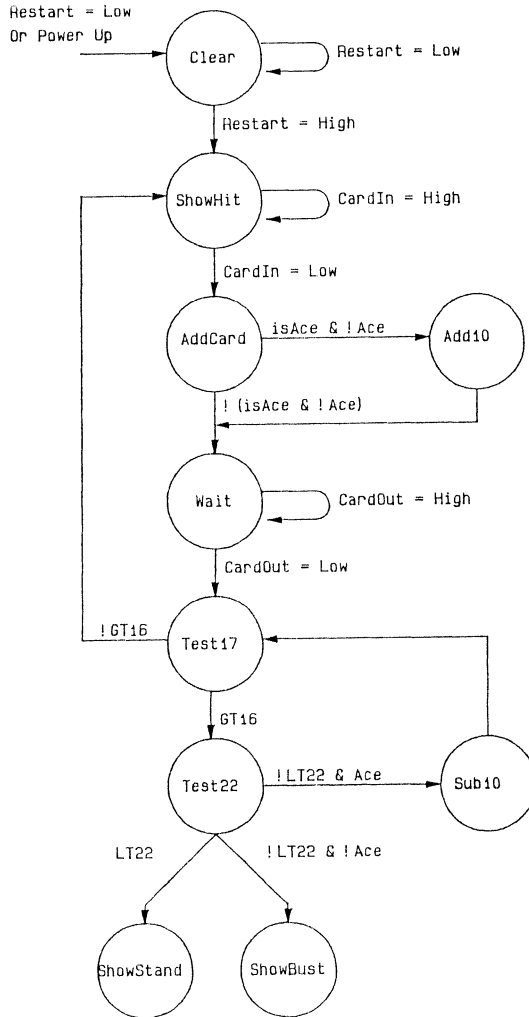 Restart = Low
Or Power Up
Clear
Restart = Low
Restart = High
ShowHit
CardIn = High
CardIn = Low
AddCard
isAce & !Ace
Add10
! (isAce & !Ace)
Wait
CardOut = High
CardOut = Low
!GT16
Test17
GT16
Test22
!LT22 & Ace
Sub10
LT22
!LT22 & !Ace
ShowStand
ShowBust